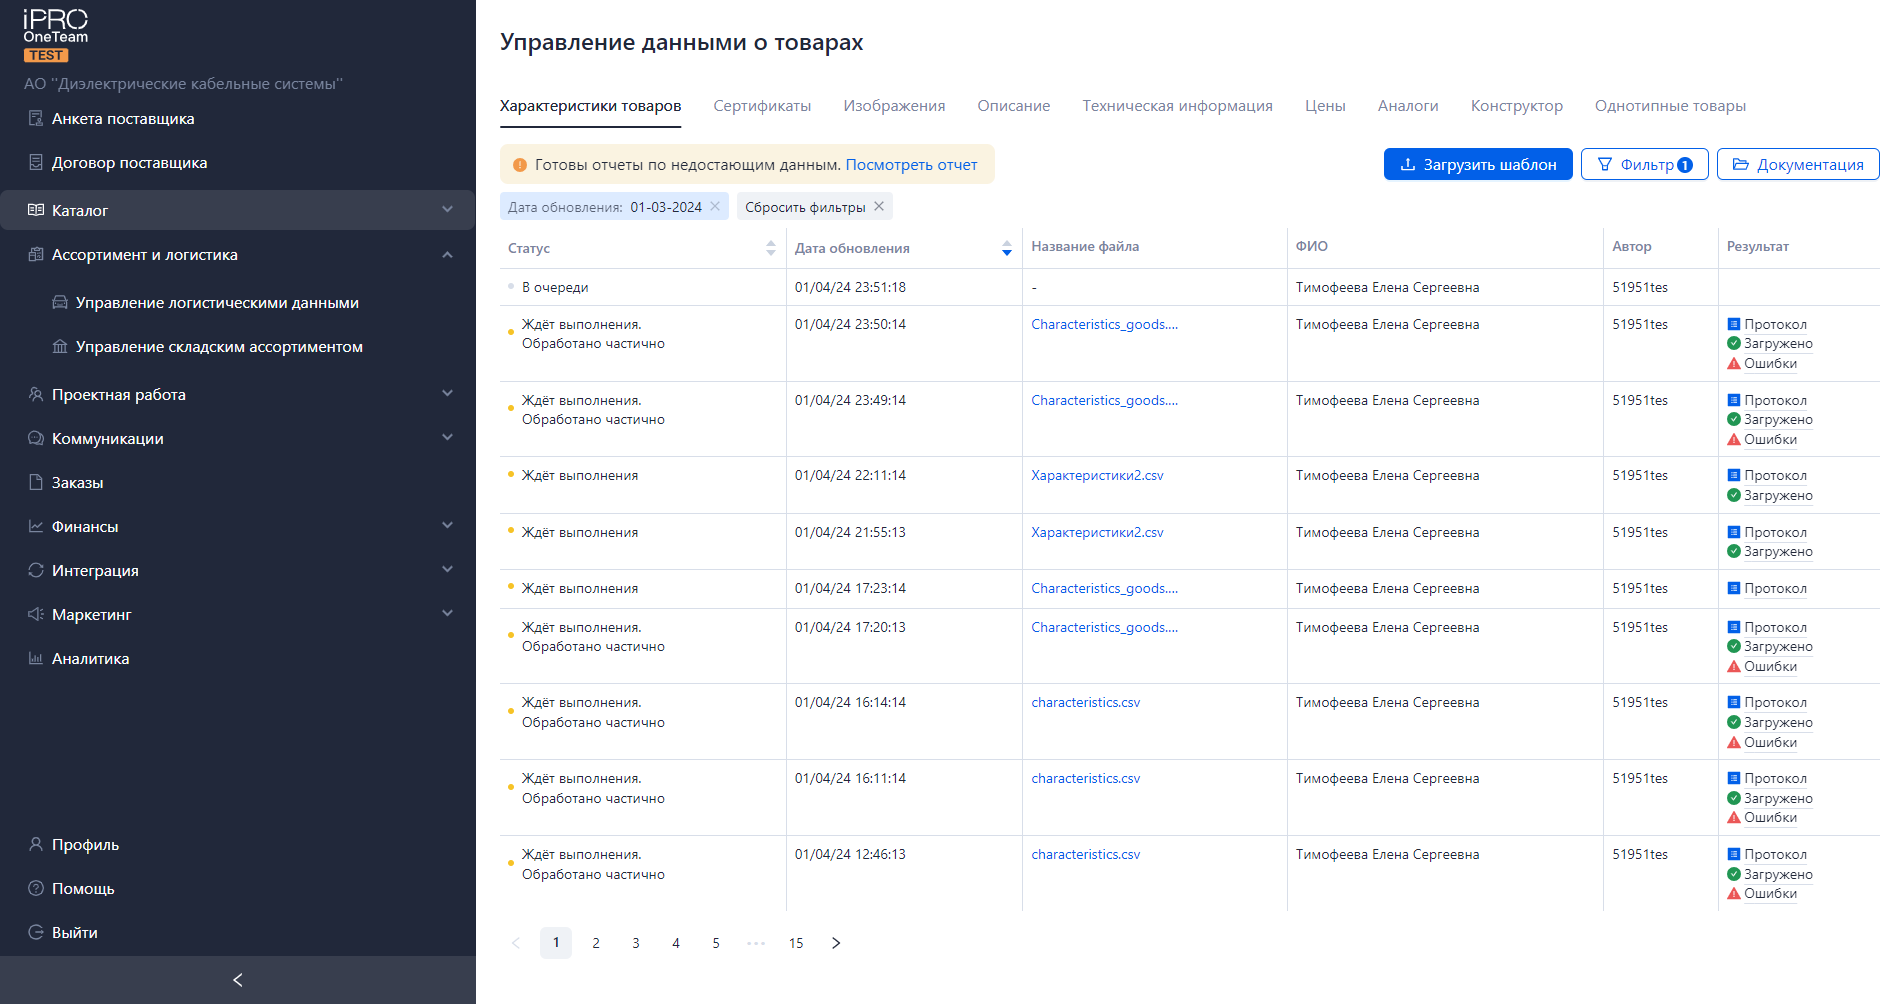 iPRO
OneTeam
TEST
АО "Диэлектрические кабельные системы"
Анкета поставщика
Договор поставщика
Каталог
Ассортимент и логистика
Управление логистическими данными
Управление складским ассортиментом
Проектная работа
Коммуникации
Заказы
Финансы
Интеграция
Маркетинг
Аналитика
Профиль
Помощь
Выйти
Управление данными о товарах
Характеристики товаров Сертификаты Изображения Описание Техническая информация Цены Аналоги Конструктор Однотипные товары
Готовы отчеты по недостающим данным. Посмотреть отчет
Загрузить шаблон Фильтр 1 Документация
Дата обновления: 01-03-2024 Сбросить фильтры
Статус Дата обновления Название файла ФИО Автор Результат
В очереди 01/04/24 23:51:18 - Тимофеева Елена Сергеевна 51951tes
Ждёт выполнения. 01/04/24 23:50:14 Characteristics_goods.... Тимофеева Елена Сергеевна 51951tes Протокол
Обработано частично Загружено
Ошибки
Ждёт выполнения. 01/04/24 23:49:14 Characteristics_goods.... Тимофеева Елена Сергеевна 51951tes Протокол
Обработано частично Загружено
Ошибки
Ждёт выполнения 01/04/24 22:11:14 Характеристики2.csv Тимофеева Елена Сергеевна 51951tes Протокол
Загружено
Ждёт выполнения 01/04/24 21:55:13 Характеристики2.csv Тимофеева Елена Сергеевна 51951tes Протокол
Загружено
Ждёт выполнения 01/04/24 17:23:14 Characteristics_goods.... Тимофеева Елена Сергеевна 51951tes Протокол
Ждёт выполнения. 01/04/24 17:20:13 Characteristics_goods.... Тимофеева Елена Сергеевна 51951tes Протокол
Обработано частично Загружено
Ошибки
Ждёт выполнения. 01/04/24 16:14:14 characteristics.csv Тимофеева Елена Сергеевна 51951tes Протокол
Обработано частично Загружено
Ошибки
Ждёт выполнения. 01/04/24 16:11:14 characteristics.csv Тимофеева Елена Сергеевна 51951tes Протокол
Обработано частично Загружено
Ошибки
Ждёт выполнения. 01/04/24 12:46:13 characteristics.csv Тимофеева Елена Сергеевна 51951tes Протокол
Обработано частично Загружено
Ошибки
1 2 3 4 5 ••• 15